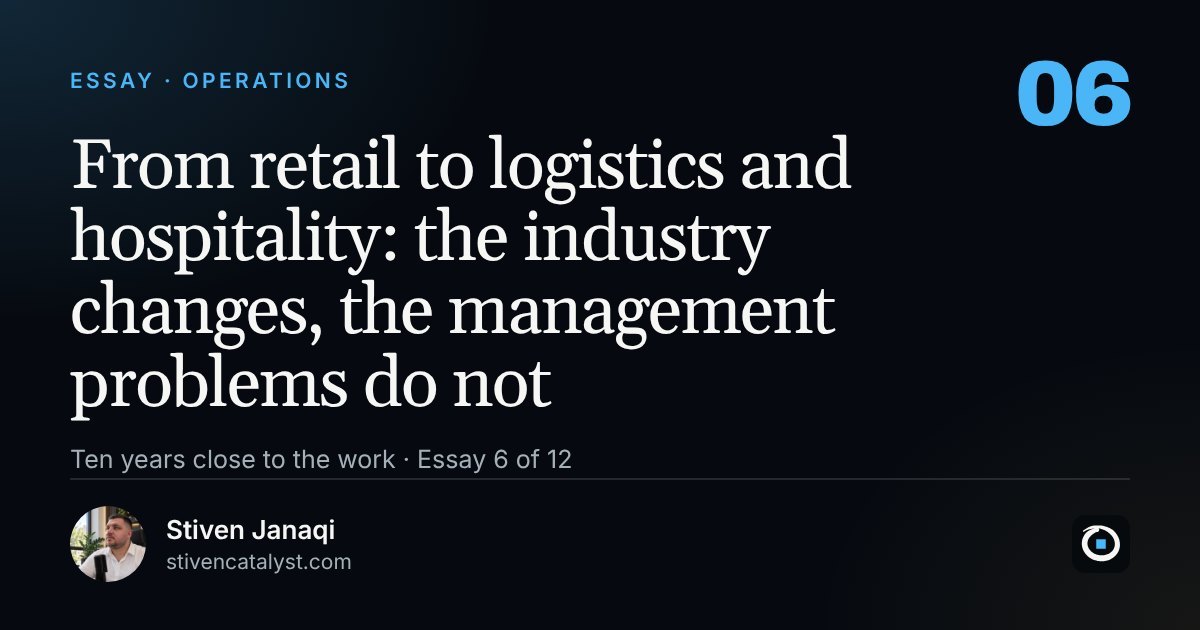 ESSAY · OPERATIONS
06
From retail to logistics and
hospitality: the industry
changes, the management
problems do not
Ten years close to the work · Essay 6 of 12
Stiven Janaqi
stivencatalyst.com